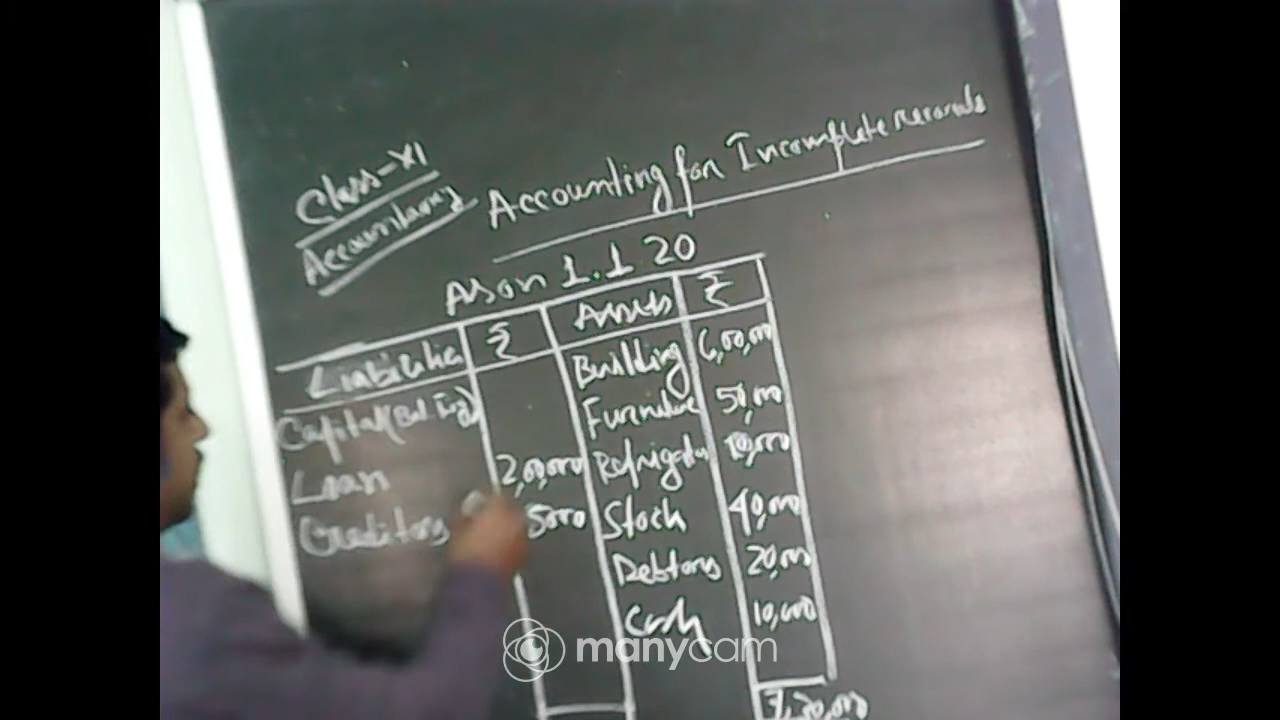 Class-XI
Accountancy
Accounting for Incomplete Records
As on 1.1 20
Liabilities ₹ Assets ₹
Capital (Bal Fig) Building 6,00,000
Furniture 50,000
Loan 2,00,000 Refrigator 10,000
Creditors 5000 Stock 40,000
Debtors 20,000
Cash 10,000
7,30,000
manycam